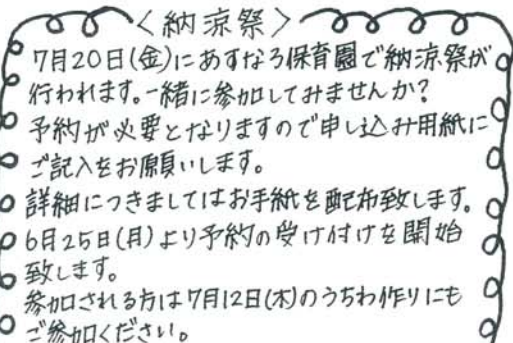 〈納涼祭〉
7月20日(金)にあすなろ保育園で納涼祭が
行われます。一緒に参加してみませんか?
予約が必要となりますので申し込み用紙に
ご記入をお願いします。
詳細につきましてはお手紙を配布致します。
6月25日(月)より予約の受け付けを開始
致します。
参加される方は7月12日(木)のうちわ作りにも
ご参加ください。